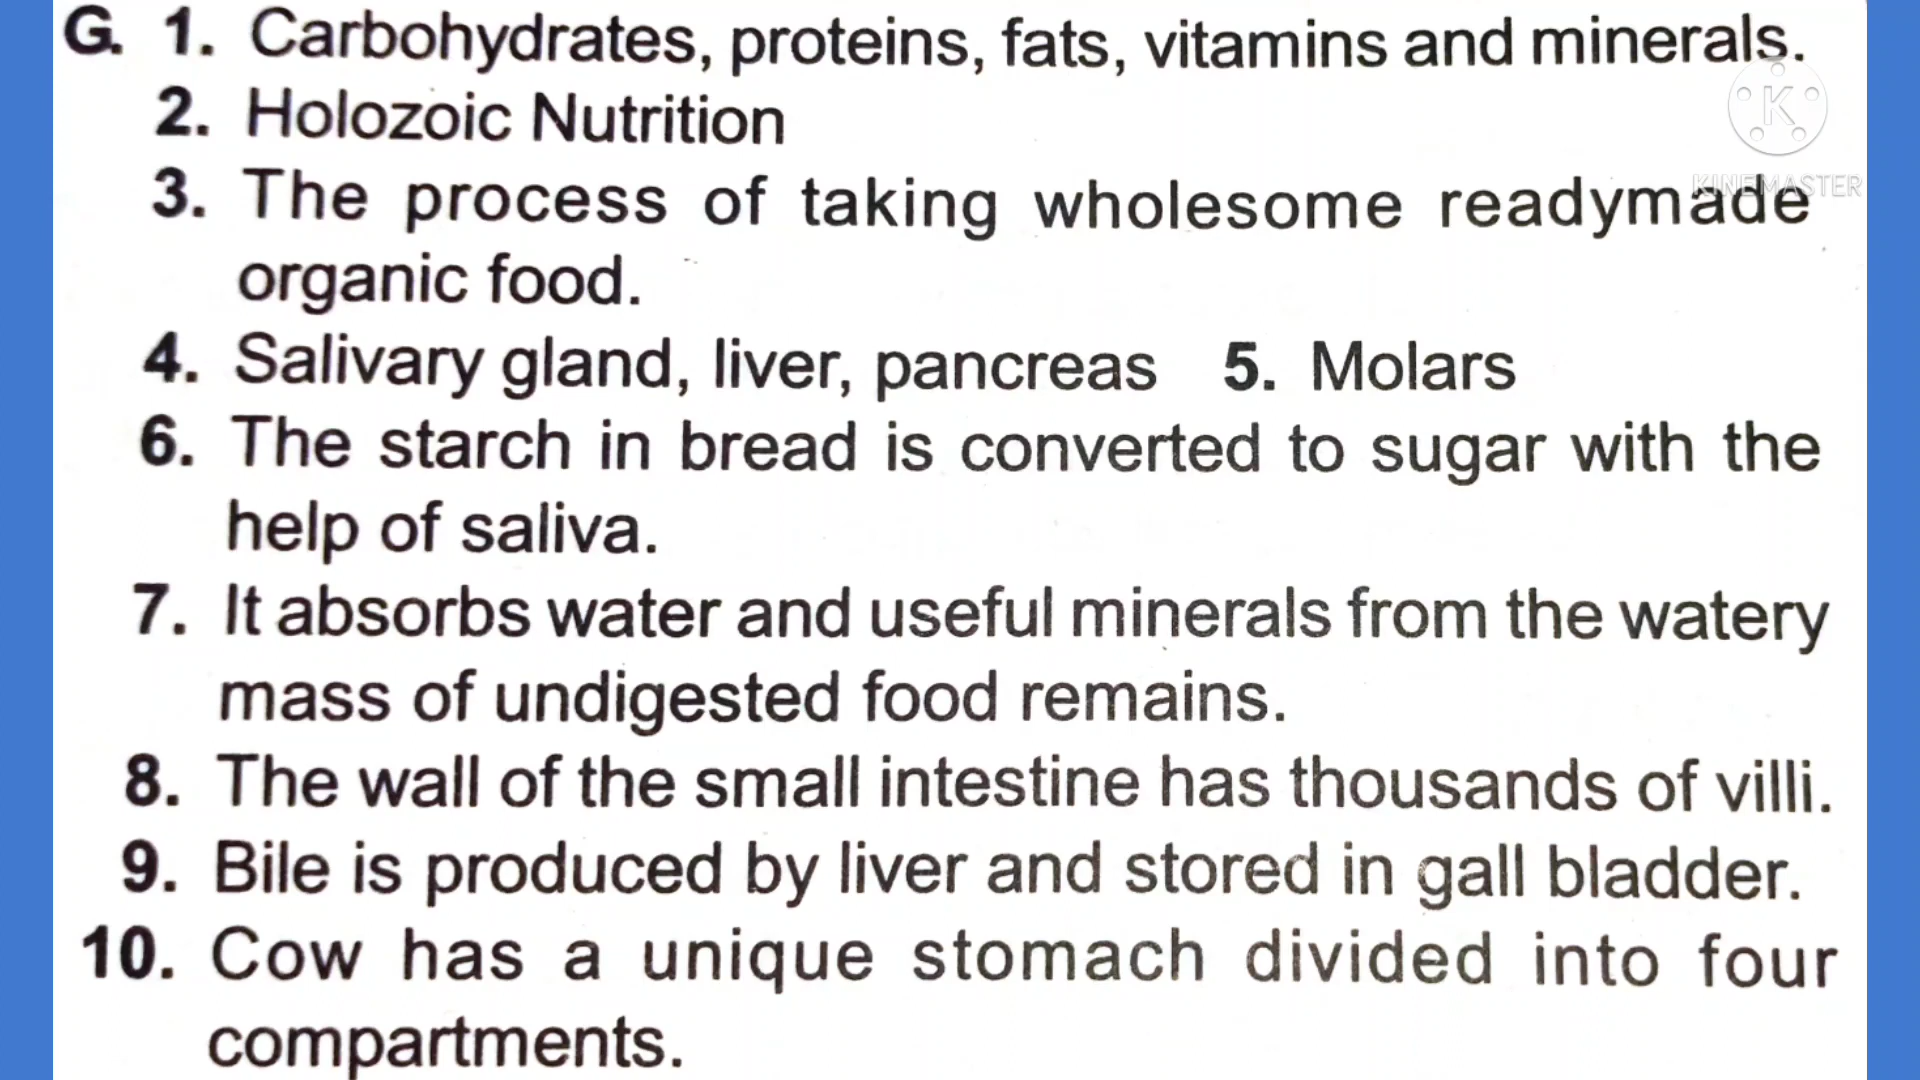 G. 1. Carbohydrates, proteins, fats, vitamins and minerals.
2. Holozoic Nutrition
3. The process of taking wholesome readymade
organic food.
4. Salivary gland, liver, pancreas 5. Molars
6. The starch in bread is converted to sugar with the
help of saliva.
7. It absorbs water and useful minerals from the watery
mass of undigested food remains.
8. The wall of the small intestine has thousands of villi.
9. Bile is produced by liver and stored in gall bladder.
10. Cow has a unique stomach divided into four
compartments.
K
KINEMASTER